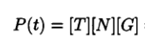 P(t) = [T][N][G]